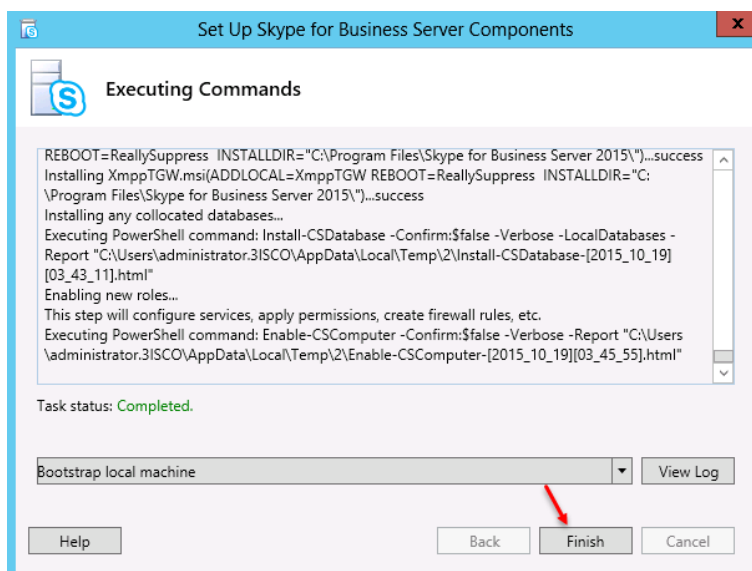 Set Up Skype for Business Server Components
x
S
Executing Commands
REBOOT=ReallySuppress  INSTALLDIR="C:\Program Files\Skype for Business Server 2015\")...success
Installing XmppTGW.msi(ADDLOCAL=XmppTGW REBOOT=ReallySuppress  INSTALLDIR="C:
\Program Files\Skype for Business Server 2015\")...success
Installing any collocated databases...
Executing PowerShell command: Install-CSDatabase -Confirm:$false -Verbose -LocalDatabases -
Report "C:\Users\administrator.3ISCO\AppData\Local\Temp\2\Install-CSDatabase-[2015_10_19]
[03_43_11].html"
Enabling new roles...
This step will configure services, apply permissions, create firewall rules, etc.
Executing PowerShell command: Enable-CSComputer -Confirm:$false -Verbose -Report "C:\Users
\administrator.3ISCO\AppData\Local\Temp\2\Enable-CSComputer-[2015_10_19][03_45_55].html"
Task status: Completed.
Bootstrap local machine
View Log
Help
Back
Finish
Cancel